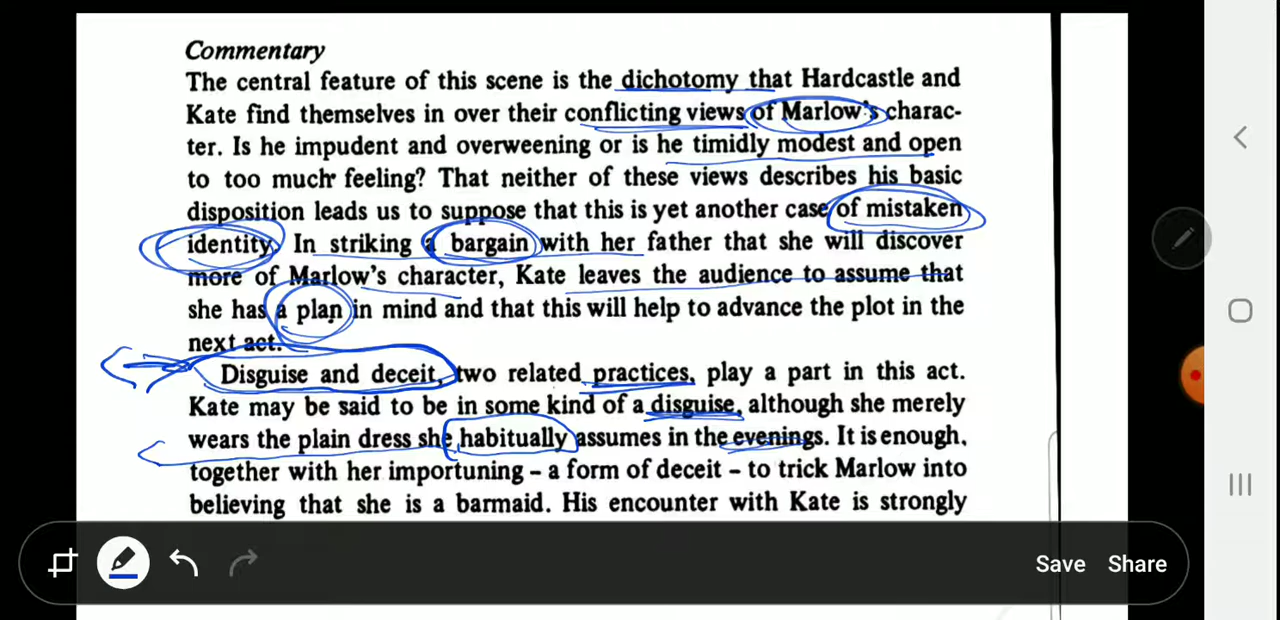 Commentary
The central feature of this scene is the dichotomy that Hardcastle and
Kate find themselves in over their conflicting views of Marlow's charac-
ter. Is he impudent and overweening or is he timidly modest and open
to too much feeling? That neither of these views describes his basic
disposition leads us to suppose that this is yet another case of mistaken
identity. In striking a bargain with her father that she will discover
more of Marlow's character, Kate leaves the audience to assume that
she has a plan in mind and that this will help to advance the plot in the
next act.
Disguise and deceit, two related practices, play a part in this act.
Kate may be said to be in some kind of a disguise, although she merely
wears the plain dress she habitually assumes in the evenings. It is enough,
together with her importuning – a form of deceit – to trick Marlow into
believing that she is a barmaid. His encounter with Kate is strongly
Save Share